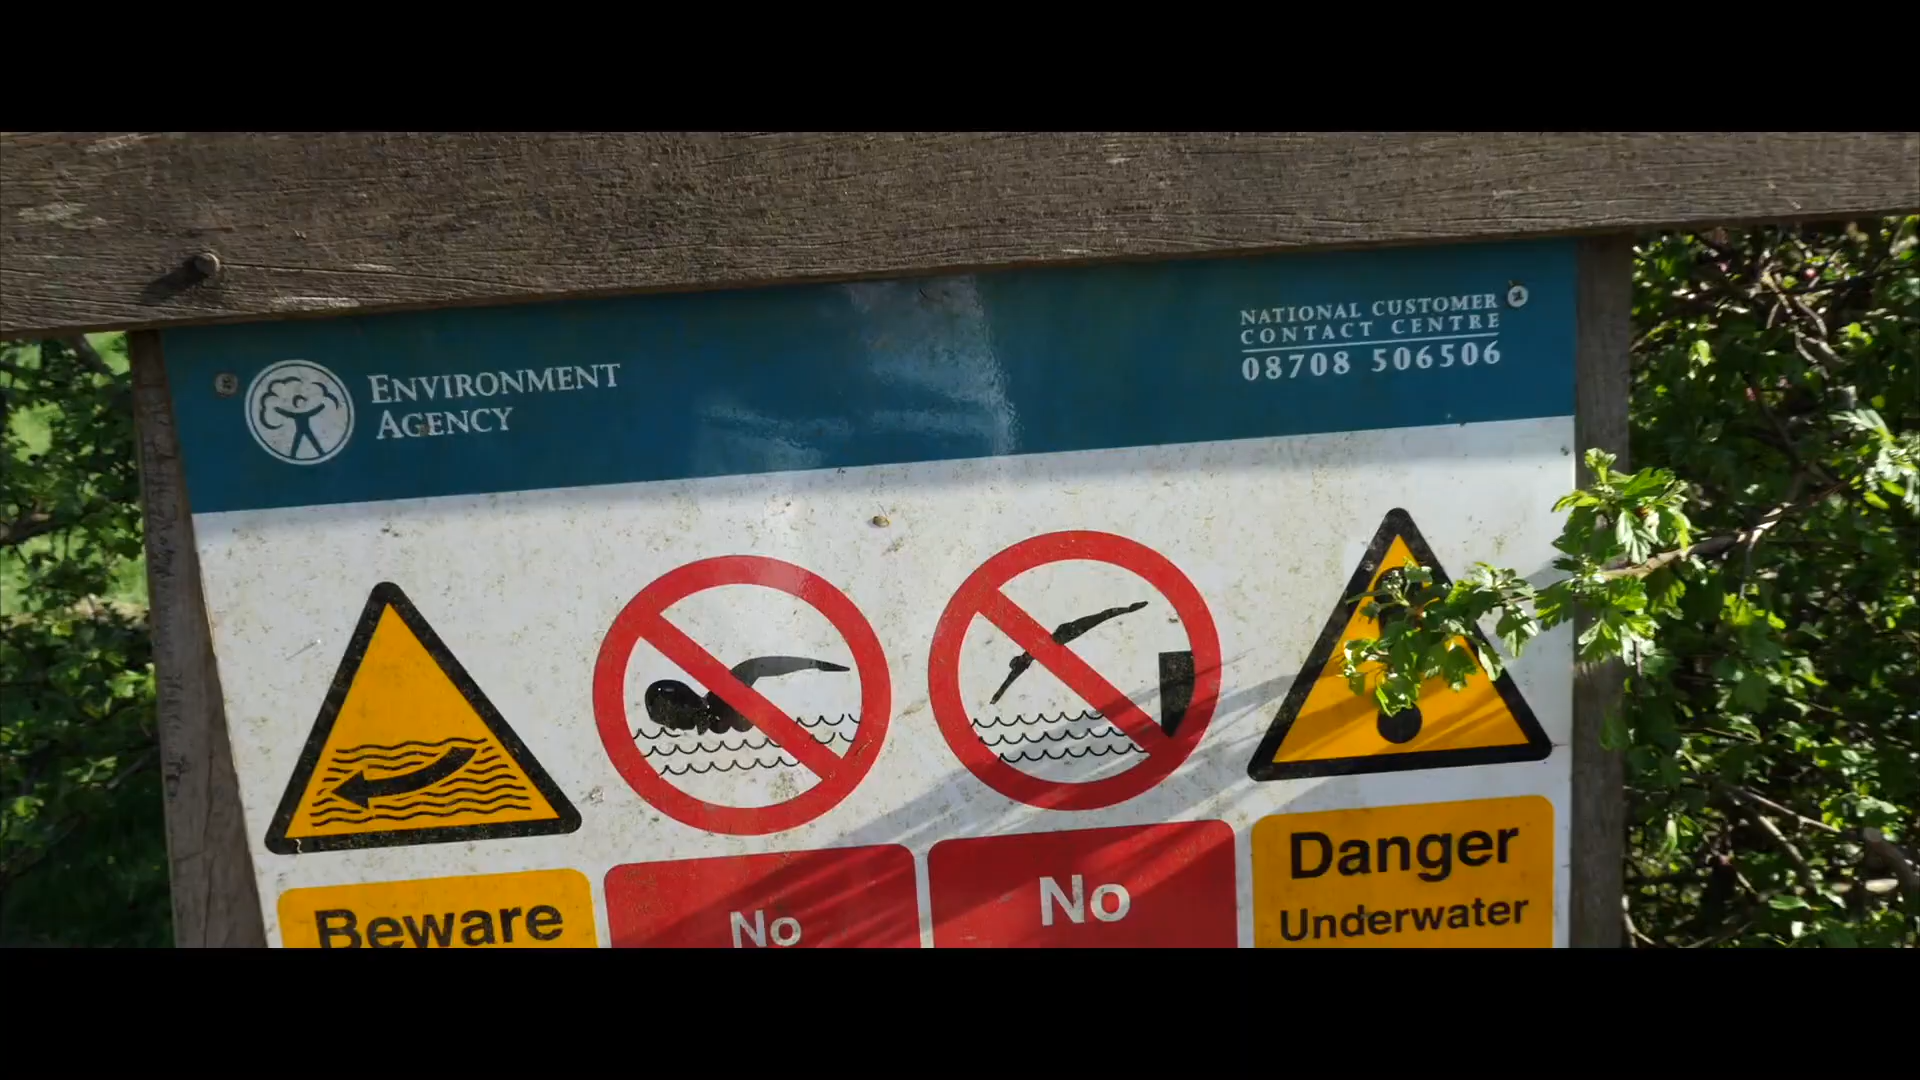 ENVIRONMENT
AGENCY
NATIONAL CUSTOMER
CONTACT CENTRE
08708 506506
Beware
No
No
Danger
Underwater